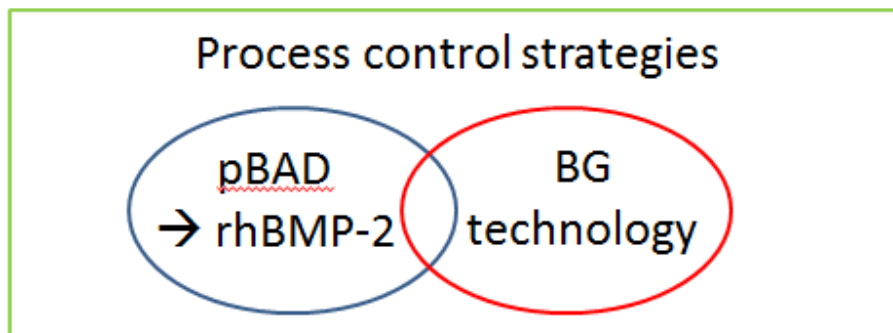 Process control strategies
pBAD
→ rhBMP-2
BG
technology